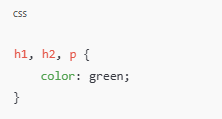 css
h1, h2, p {
    color: green;
}